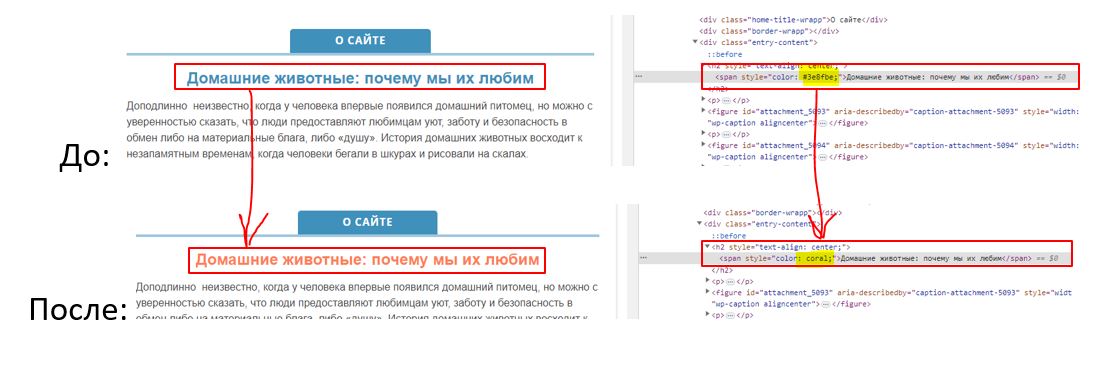 О САЙТЕ
Домашние животные: почему мы их любим
Доподлинно неизвестно, когда у человека впервые появился домашний питомец, но можно с
уверенностью сказать, что люди предоставляют любимцам уют, заботу и безопасность в
обмен либо на материальные блага, либо «душу». История домашних животных восходит к
незапамятным временам, когда человеки бегали в шкурах и рисовали на скалах.
До:
<div class="home-title-wrapp">О сайте</div>
<div class="border-wrapp"></div>
<div class="entry-content">
::before
<h2 style="text-align: center;">
<span style="color: #3e8fbe;">Домашние животные: почему мы их любим</span> == $0
</h2>
<p>…</p>
<figure id="attachment_5093" aria-describedby="caption-attachment-5093" style="width:
"wp-caption aligncenter">…</figure>
<p>…</p>
<figure id="attachment_5094" aria-describedby="caption-attachment-5094" style="width:
"wp-caption aligncenter">…</figure>
О САЙТЕ
Домашние животные: почему мы их любим
Доподлинно неизвестно, когда у человека впервые появился домашний питомец, но можно с
уверенностью сказать, что люди предоставляют любимцам уют, заботу и безопасность в
обмен либо на материальные блага, либо «душу». История домашних животных восходит к
После:
<div class="border-wrapp"></div>
<div class="entry-content">
::before
<h2 style="text-align: center;">
<span style="color: coral;">Домашние животные: почему мы их любим</span> == $0
</h2>
<p>…</p>
<figure id="attachment_5093" aria-describedby="caption-attachment-5093" style="widt
"wp-caption aligncenter">…</figure>
<p>…</p>